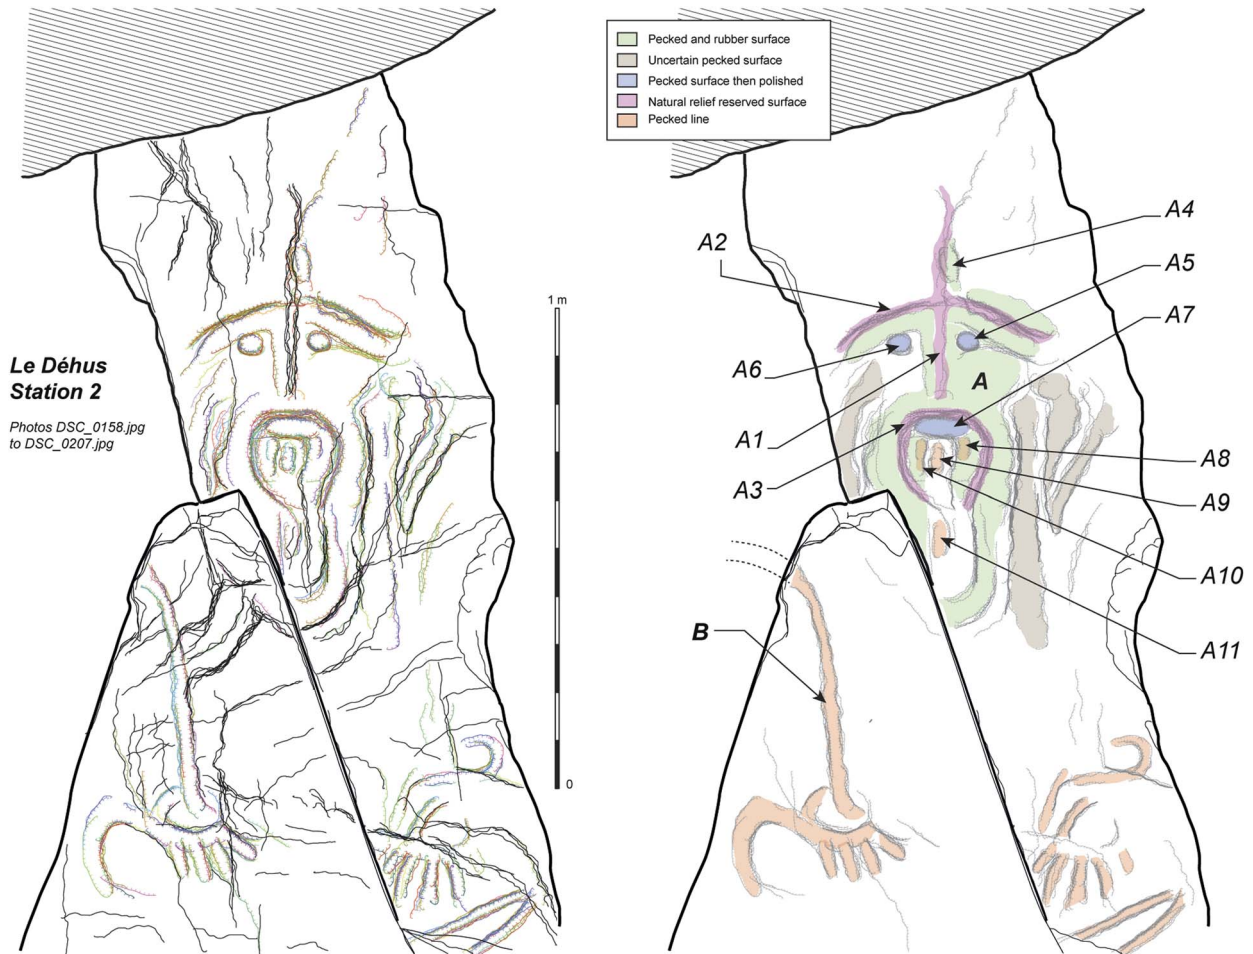 Pecked and rubber surface
Uncertain pecked surface
Pecked surface then polished
Natural relief reserved surface
Pecked line
A4
A2
A5
1 m
A7
Le Déhus
Station 2
A6
A
Photos DSC_0158.jpg
to DSC_0207.jpg
A1
A8
A3
A9
A10
B
A11
0